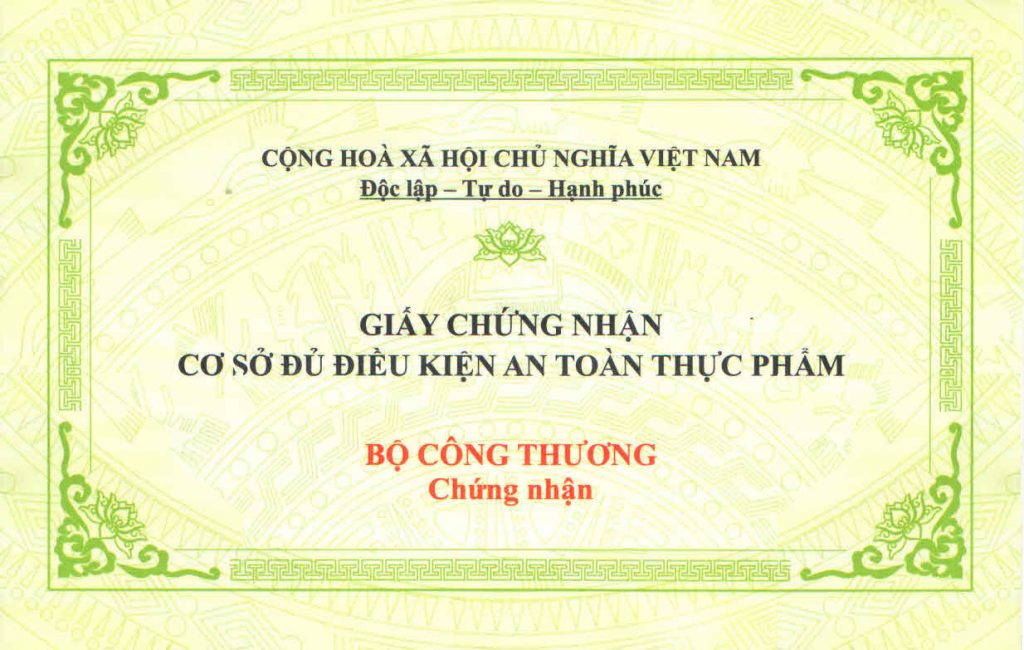 CỘNG HOÀ XÃ HỘI CHỦ NGHĨA VIỆT NAM
Độc lập – Tự do – Hạnh phúc
GIẤY CHỨNG NHẬN
CƠ SỞ ĐỦ ĐIỀU KIỆN AN TOÀN THỰC PHẨM
BỘ CÔNG THƯƠNG
Chứng nhận